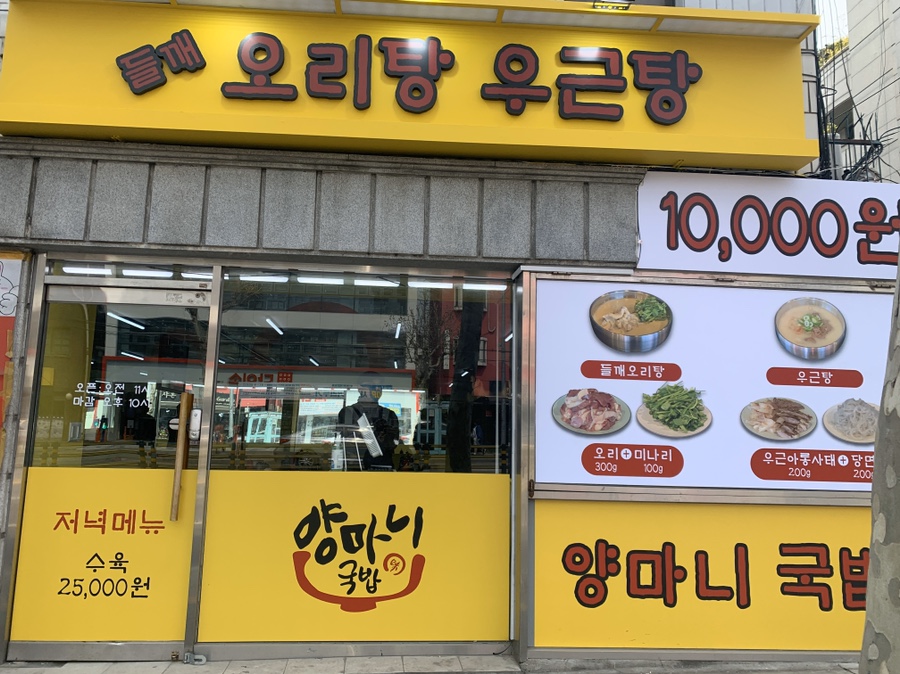 들깨 오리탕 우근탕
10,000원
들깨오리탕
우근탕
오리+미나리
300g 100g
우근아롱사태+당면
200g 200g
오픈:오전 11시
마감 오후 10시
저녁메뉴
수육
25,000원
양마니
국밥
양마니 국밥